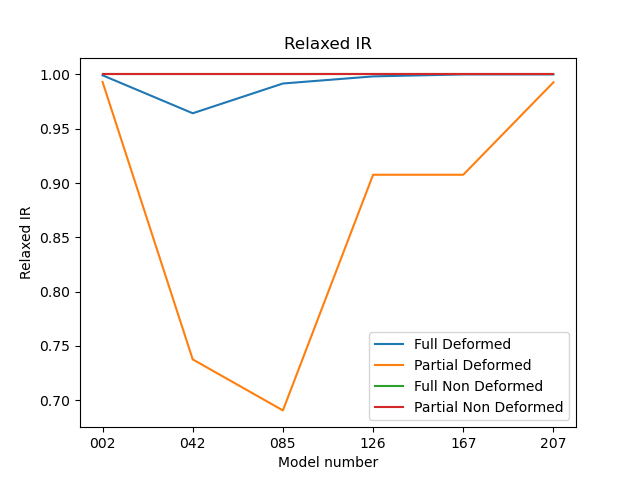 Relaxed IR
1.00
0.95
0.90
0.85
0.80
0.75
0.70
Relaxed IR
Full Deformed
Partial Deformed
Full Non Deformed
Partial Non Deformed
002 042 085 126 167 207
Model number